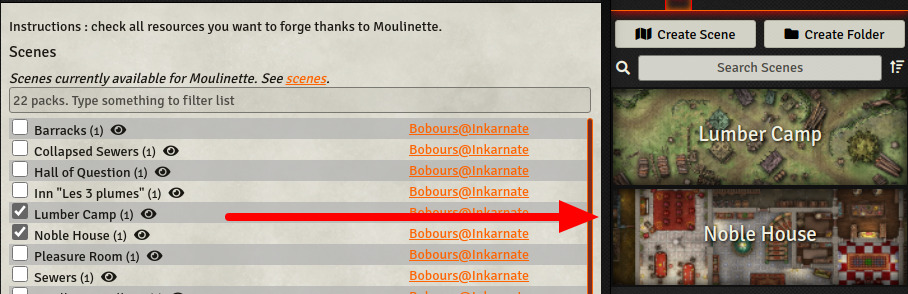 Instructions : check all resources you want to forge thanks to Moulinette.
Scenes
Scenes currently available for Moulinette. See scenes.
22 packs. Type something to filter list
Barracks (1) Bobours@Inkarnate
Collapsed Sewers (1) Bobours@Inkarnate
Hall of Question (1) Bobours@Inkarnate
Inn "Les 3 plumes" (1) Bobours@Inkarnate
Lumber Camp (1) Bobours@Inkarnate
Noble House (1) Bobours@Inkarnate
Pleasure Room (1) Bobours@Inkarnate
Sewers (1) Bobours@Inkarnate
Create Scene Create Folder
Search Scenes
Lumber Camp
Noble House